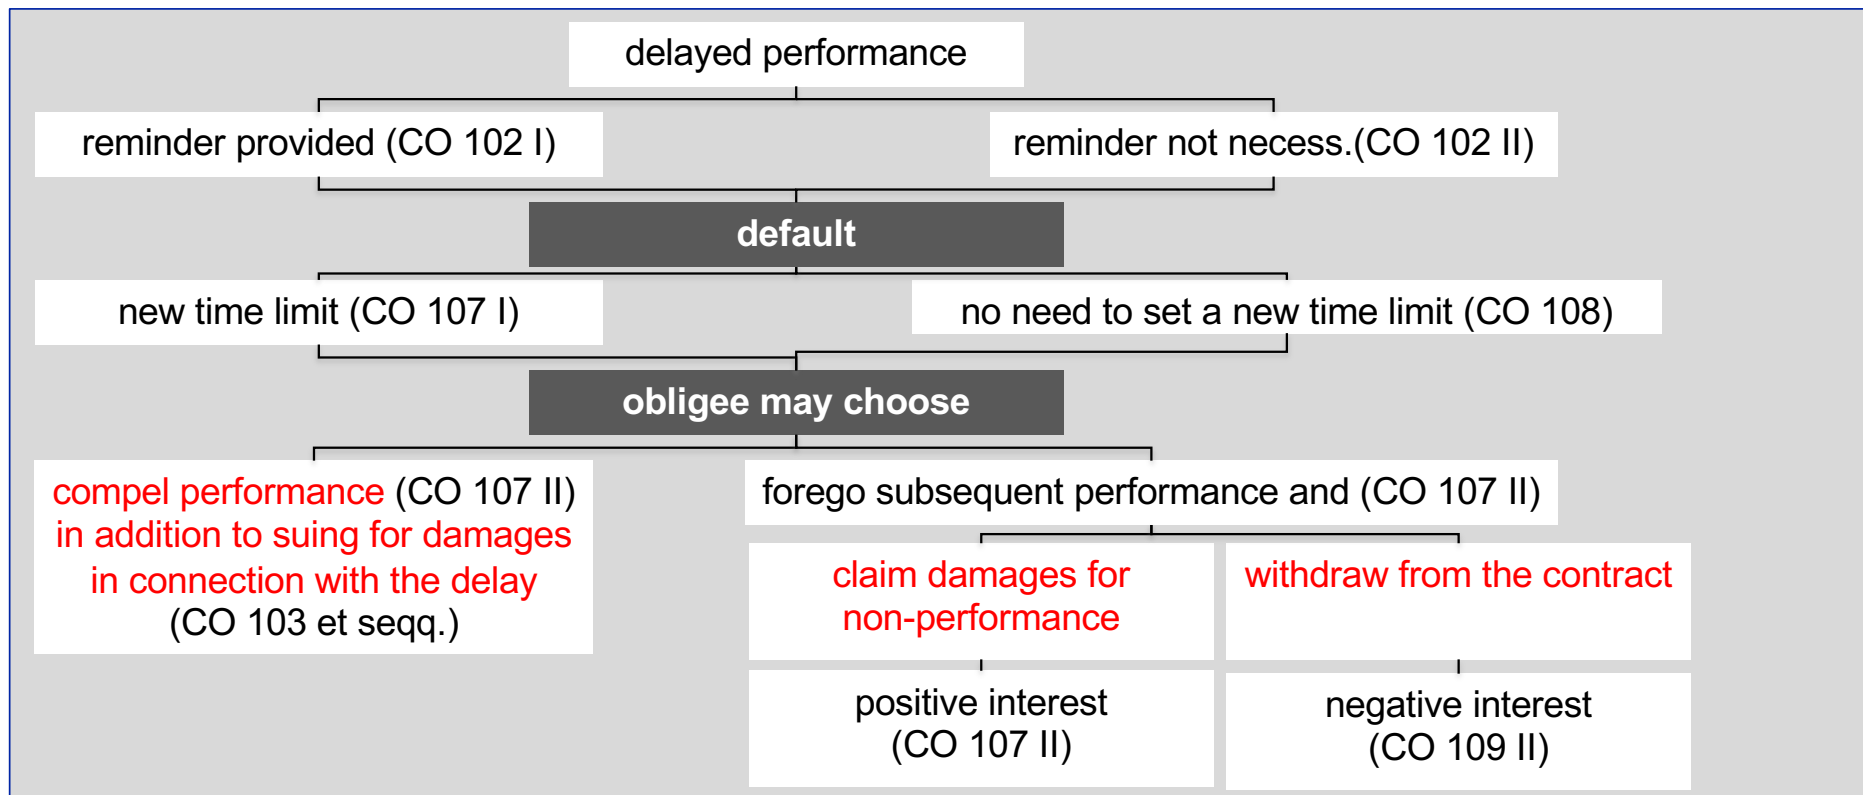 delayed performance
reminder provided (CO 102 I)
reminder not necess.(CO 102 II)
default
new time limit (CO 107 I)
no need to set a new time limit (CO 108)
obligee may choose
compel performance (CO 107 II)
in addition to suing for damages
in connection with the delay
(CO 103 et seqq.)
forego subsequent performance and (CO 107 II)
claim damages for
non-performance
withdraw from the contract
positive interest
(CO 107 II)
negative interest
(CO 109 II)